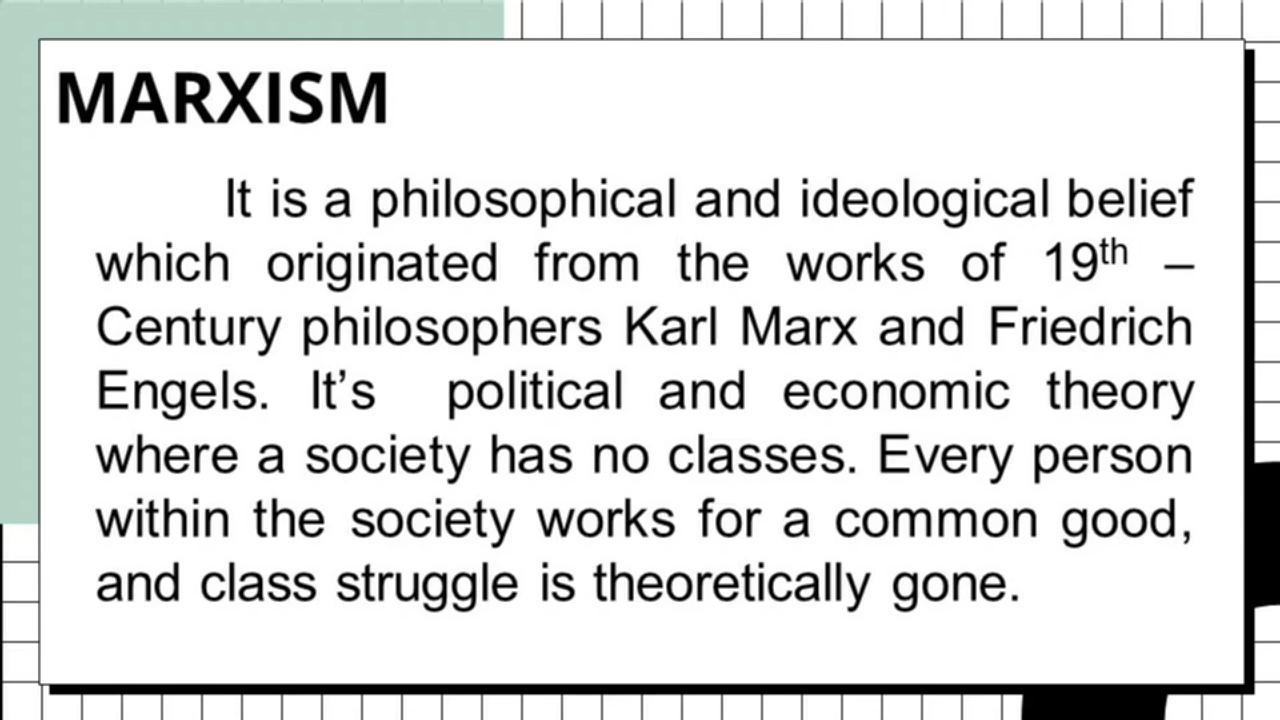 MARXISM
It is a philosophical and ideological belief
which originated from the works of 19th –
Century philosophers Karl Marx and Friedrich
Engels. It’s political and economic theory
where a society has no classes. Every person
within the society works for a common good,
and class struggle is theoretically gone.